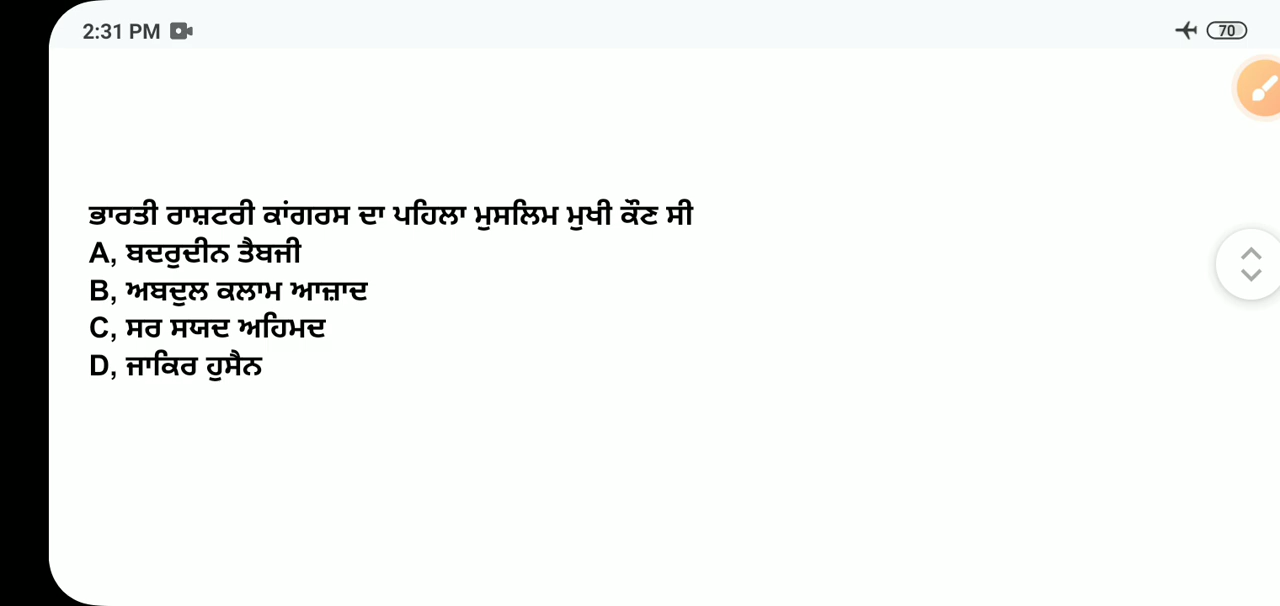 2:31 PM
70
ਭਾਰਤੀ ਰਾਸ਼ਟਰੀ ਕਾਂਗਰਸ ਦਾ ਪਹਿਲਾ ਮੁਸਲਿਮ ਮੁਖੀ ਕੌਣ ਸੀ
A, ਬਦਰੁਦੀਨ ਤੈਬਜੀ
B, ਅਬਦੁਲ ਕਲਾਮ ਆਜ਼ਾਦ
C, ਸਰ ਸਯਦ ਅਹਿਮਦ
D, ਜਾਕਿਰ ਹੁਸੈਨ